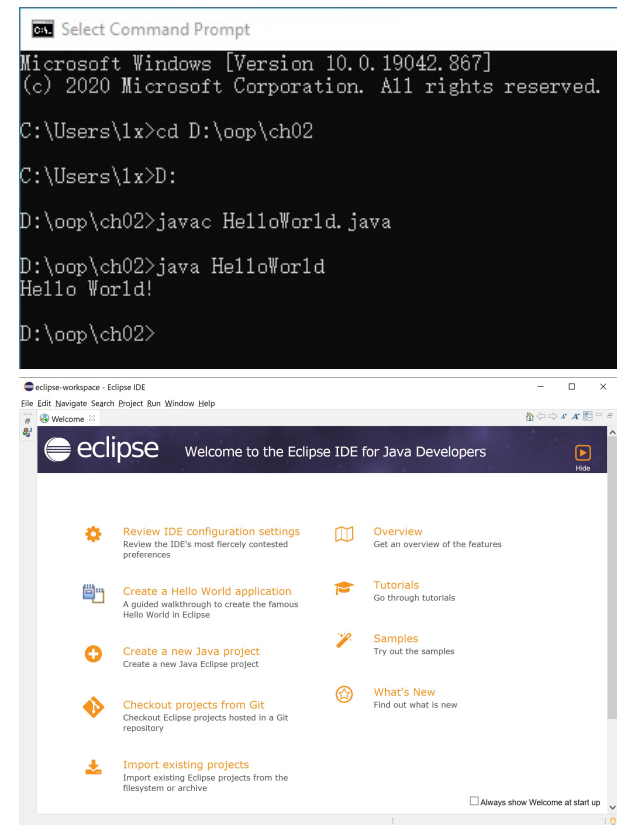 Select Command Prompt
Microsoft Windows [Version 10.0.19042.867]
(c) 2020 Microsoft Corporation. All rights reserved.
C:\Users\lx>cd D:\oop\ch02
C:\Users\lx>D:
D:\oop\ch02>javac HelloWorld.java
D:\oop\ch02>java HelloWorld
Hello World!
D:\oop\ch02>
eclipse-workspace - Eclipse IDE
File Edit Navigate Search Project Run Window Help
Welcome
eclipse Welcome to the Eclipse IDE for Java Developers
Hide
Review IDE configuration settings
Review the IDE's most fiercely contested
preferences
Create a Hello World application
A guided walkthrough to create the famous
Hello World in Eclipse
Create a new Java project
Create a new Java Eclipse project
Checkout projects from Git
Checkout Eclipse projects hosted in a Git
repository
Import existing projects
Import existing Eclipse projects from the
filesystem or archive
Overview
Get an overview of the features
Tutorials
Go through tutorials
Samples
Try out the samples
What's New
Find out what is new
Always show Welcome at start up